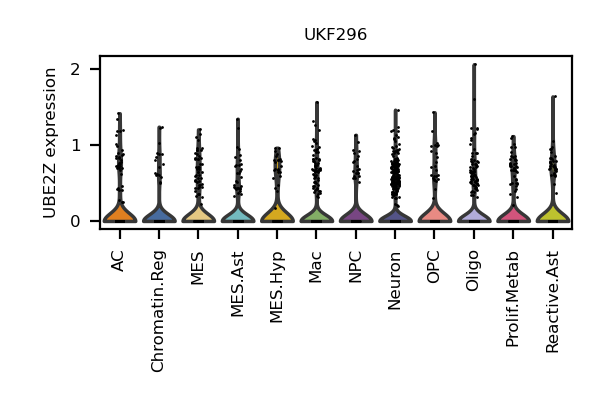 UKF296
UBE2Z expression
2
1
0
AC
Chromatin.Reg
MES
MES.Ast
MES.Hyp
Mac
NPC
Neuron
OPC
Oligo
Prolif.Metab
Reactive.Ast